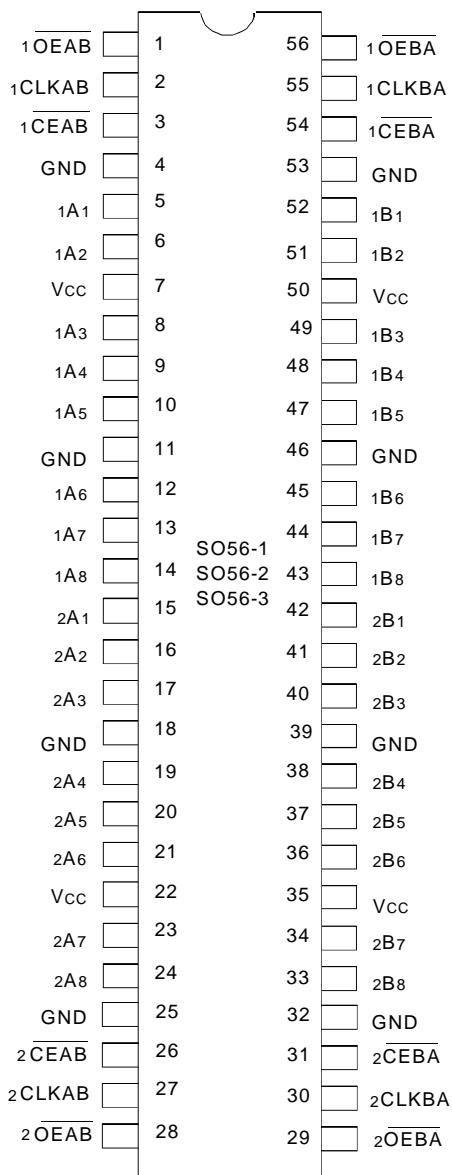 1OEAB 1 56 1OEBA
1CLKAB 2 55 1CLKBA
1CEAB 3 54 1CEBA
GND 4 53 GND
1A1 5 52 1B1
1A2 6 51 1B2
VCC 7 50 VCC
1A3 8 49 1B3
1A4 9 48 1B4
1A5 10 47 1B5
GND 11 46 GND
1A6 12 45 1B6
1A7 13 44 1B7
SO56-1
1A8 14 SO56-2 43 1B8
SO56-3
2A1 15 42 2B1
2A2 16 41 2B2
2A3 17 40 2B3
GND 18 39 GND
2A4 19 38 2B4
2A5 20 37 2B5
2A6 21 36 2B6
VCC 22 35 VCC
2A7 23 34 2B7
2A8 24 33 2B8
GND 25 32 GND
2CEAB 26 31 2CEBA
2CLKAB 27 30 2CLKBA
2OEAB 28 29 2OEBA